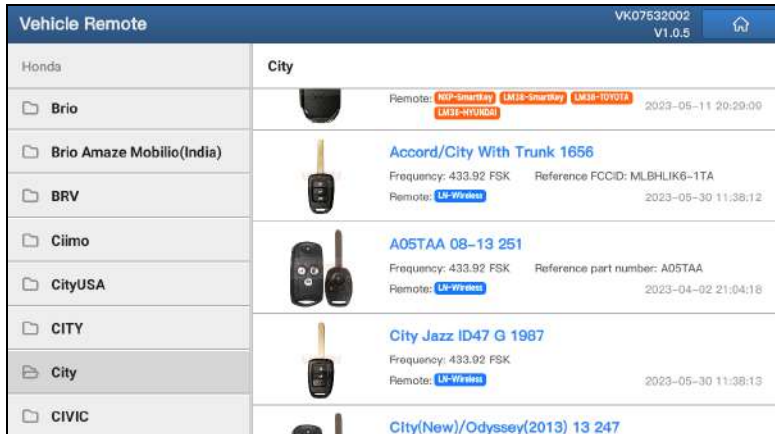 Vehicle Remote
VK07532002
V1.0.5
Honda
Brio
Brio Amaze Mobilio(India)
BRV
Ciimo
CityUSA
CITY
City
CIVIC
City
Remote: NXP-SmartKey LM38-SmartKey LM38-TOYOTA
LM38-HYUNDAI
2023-05-11 20:29:09
Accord/City With Trunk 1656
Frequency: 433.92 FSK Reference FCCID: MLBHLIK6-1TA
Remote: LN-Wireless 2023-05-30 11:38:12
A05TAA 08-13 251
Frequency: 433.92 FSK Reference part number: A05TAA
Remote: LN-Wireless 2023-04-02 21:04:18
City Jazz ID47 G 1987
Frequency: 433.92 FSK
Remote: LN-Wireless 2023-05-30 11:38:13
City(New)/Odyssey(2013) 13 247